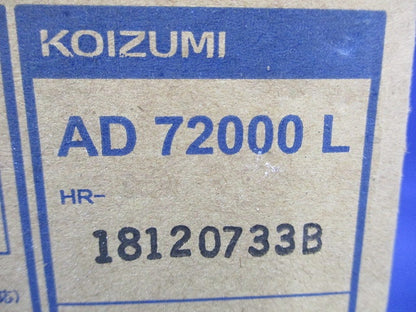 KOIZUMI
AD 72000 L
HR-
18120733B